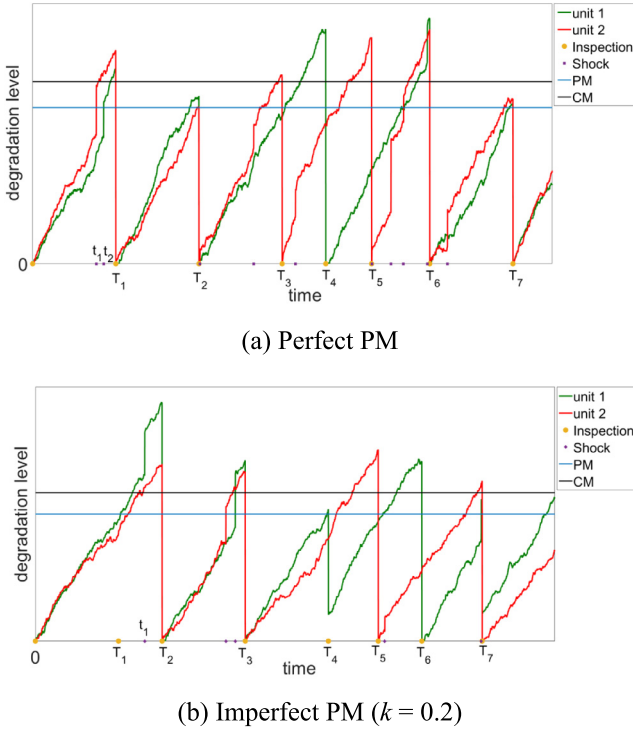 unit 1
unit 2
Inspection
Shock
PM
CM
degradation level
0
t1 t2
T1 T2 T3 T4 T5 T6 T7
time
(a) Perfect PM
unit 1
unit 2
Inspection
Shock
PM
CM
degradation level
t1
0 T1 T2 T3 T4 T5 T6 T7
time
(b) Imperfect PM (k = 0.2)